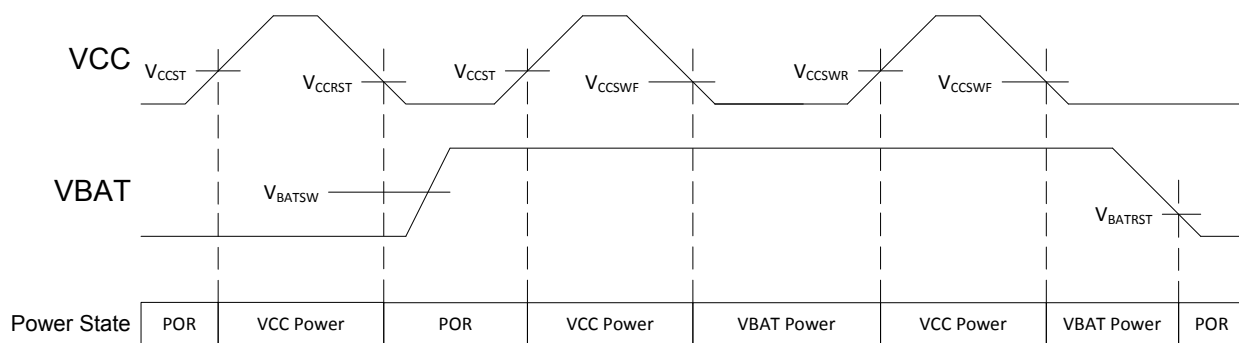 VCC
VCCST
VCCRST
VCCST
VCCSWF
VCCSWR
VCCSWF
VBAT
VBATSW
VBATRST
Power State
POR
VCC Power
POR
VCC Power
VBAT Power
VCC Power
VBAT Power
POR